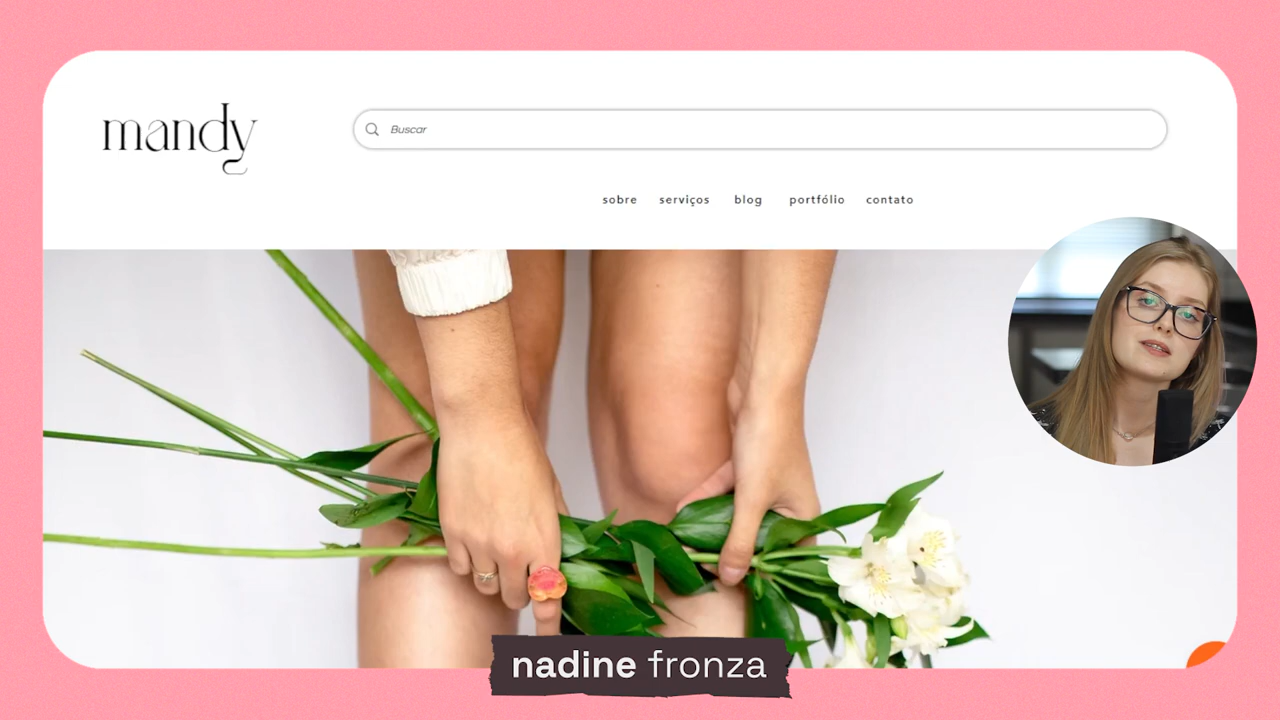 mandy
Buscar
sobre serviços blog portfólio contato
nadine fronza